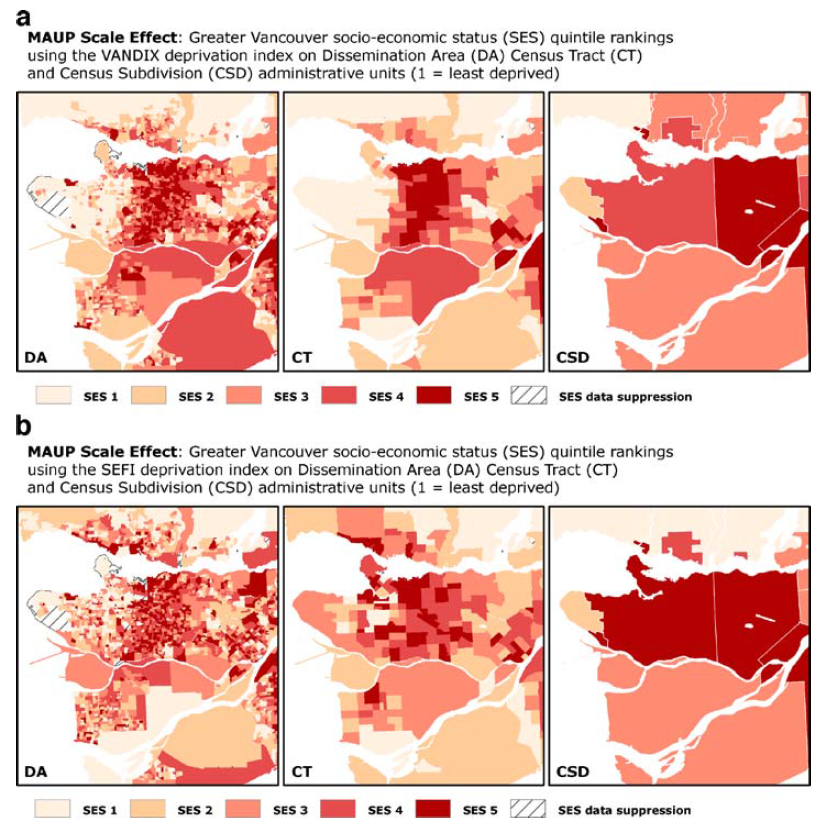 a
MAUP Scale Effect: Greater Vancouver socio-economic status (SES) quintile rankings
using the VANDIX deprivation index on Dissemination Area (DA) Census Tract (CT)
and Census Subdivision (CSD) administrative units (1 = least deprived)
DA CT CSD
SES 1 SES 2 SES 3 SES 4 SES 5 SES data suppression
b
MAUP Scale Effect: Greater Vancouver socio-economic status (SES) quintile rankings
using the SEFI deprivation index on Dissemination Area (DA) Census Tract (CT)
and Census Subdivision (CSD) administrative units (1 = least deprived)
DA CT CSD
SES 1 SES 2 SES 3 SES 4 SES 5 SES data suppression